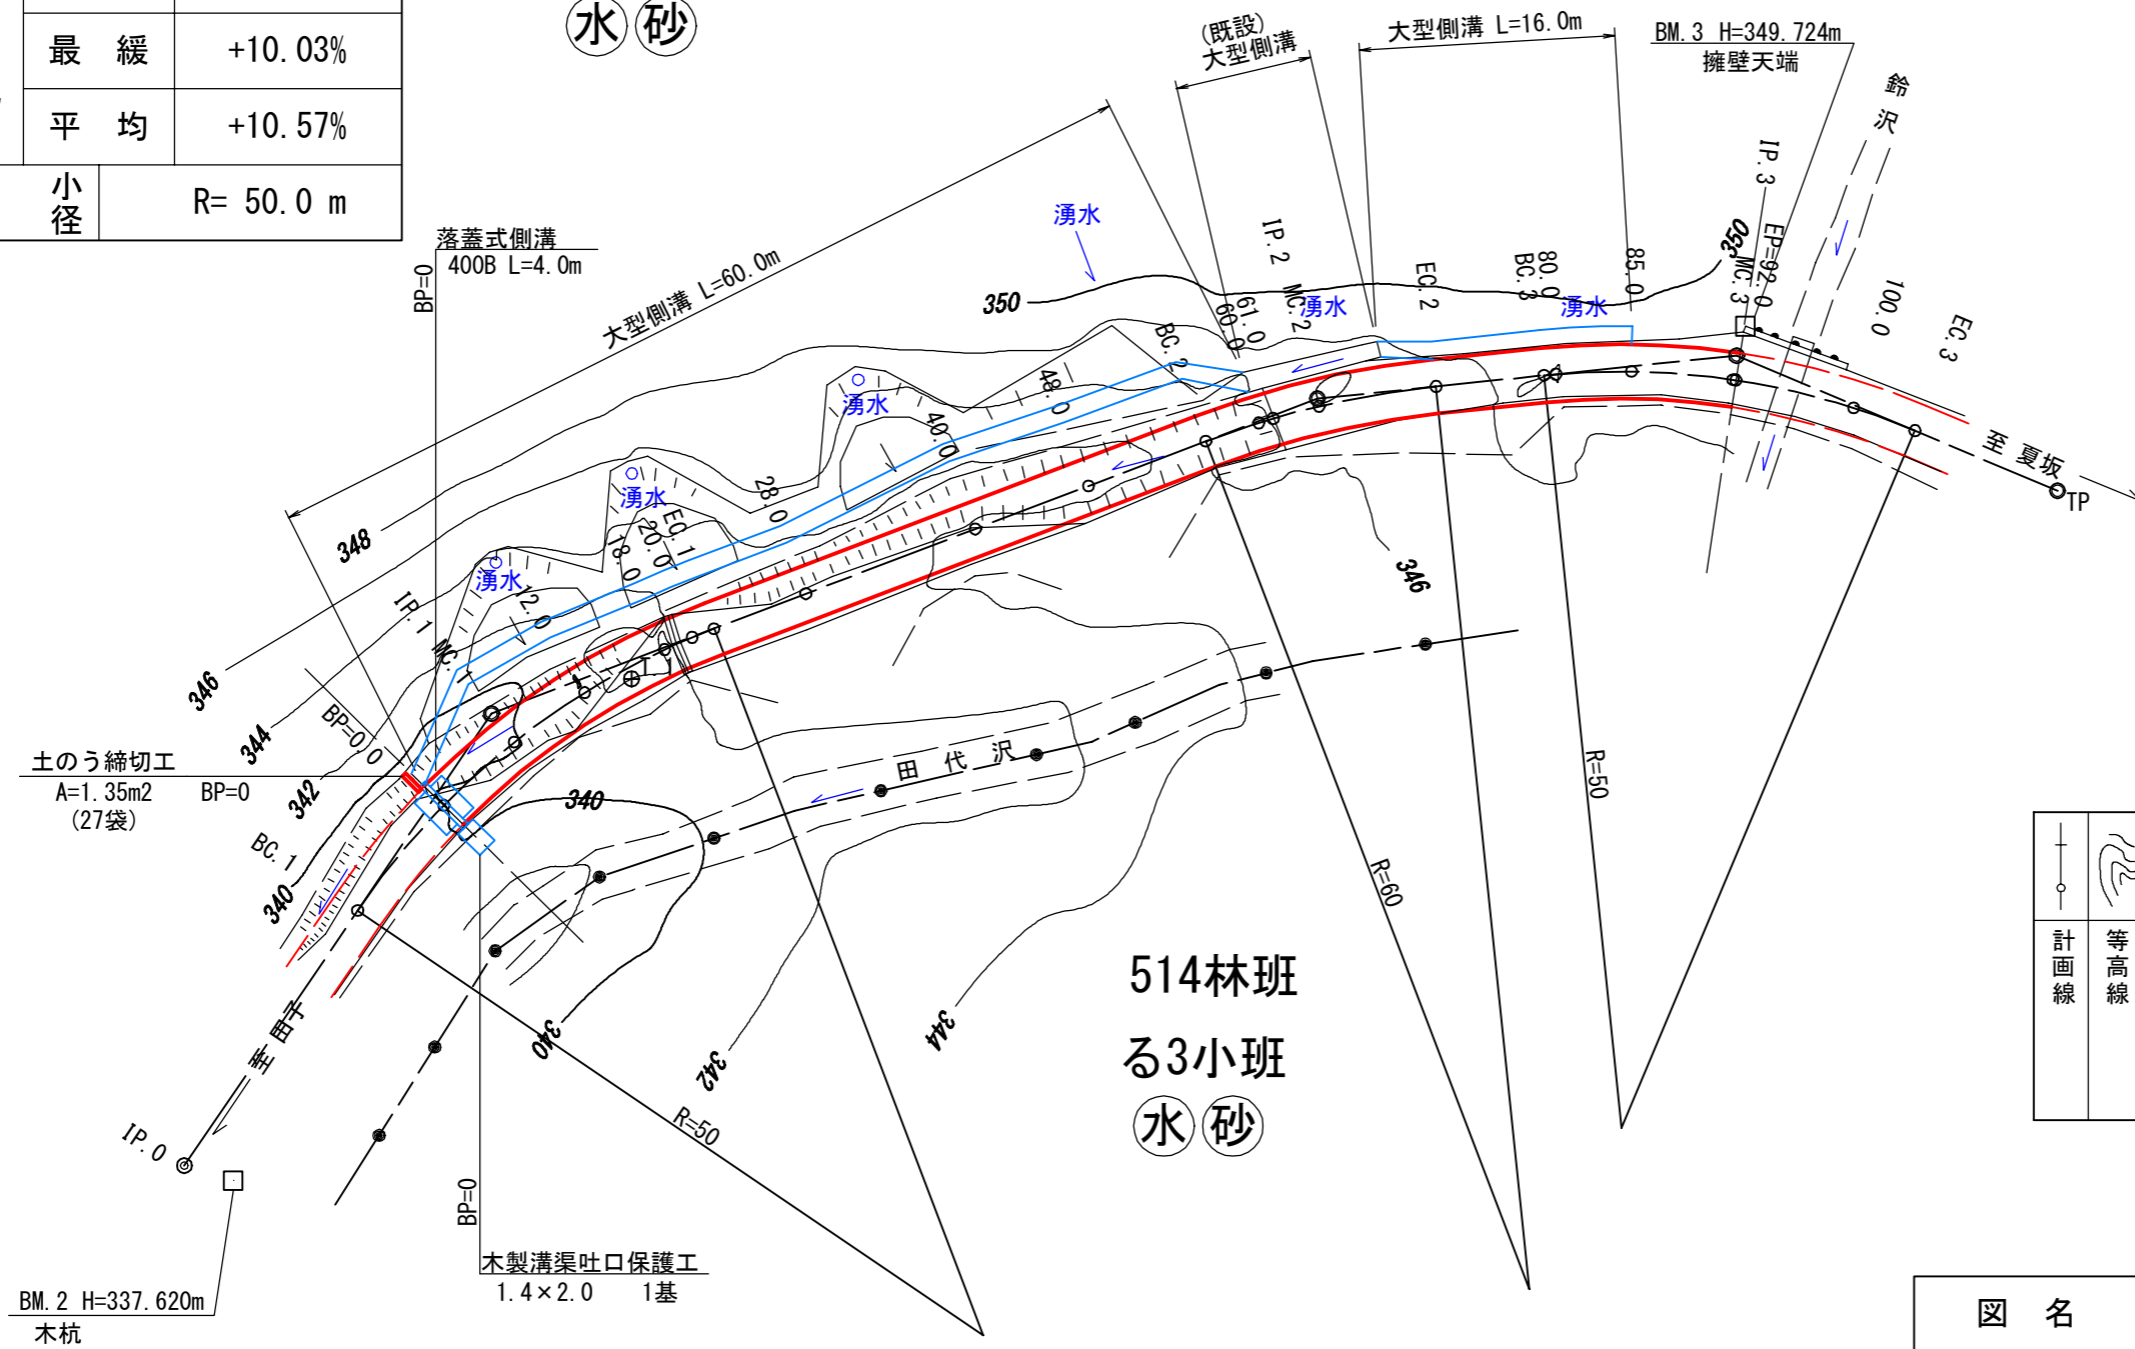 最 緩 +10.03%
平 均 +10.57%
小径 R= 50.0 m
水 砂
落蓋式側溝
400B L=4.0m
BP=0
大型側溝 L=60.0m
(既設)
大型側溝
大型側溝 L=16.0m
BM.3 H=349.724m
擁壁天端
鈴 沢
IP.3
EP=92.0
MC.3
350
100.0
EC.3
至 夏坂
TP
湧水
350
IP.2
MC.2
湧水
EC.2
BC.3
80.0
湧水
85.0
61.0
60.0
BC.2
48.0
40.0
湧水
28.0
湧水
EC.1
20.0
18.0
湧水
12.0
IP.1
MC.1
T.1
348
346
344
342
340
BP=0.0
土のう締切工
A=1.35m2 BP=0
(27袋)
BC.1
340
田 代 沢
346
R=50
R=60
R=50
340
342
344
514林班
る3小班
水 砂
至 田子
IP.0
BM.2 H=337.620m
木杭
BP=0
木製溝渠吐口保護工
1.4×2.0 1基
計画線
等高線
図 名